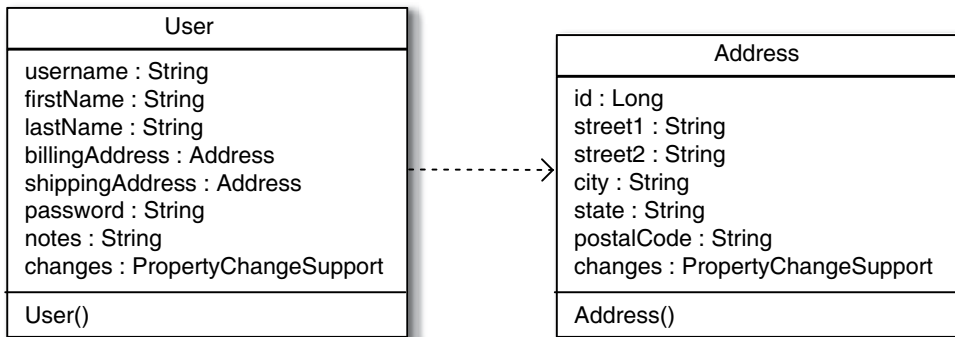 User
username : String
firstName : String
lastName : String
billingAddress : Address
shippingAddress : Address
password : String
notes : String
changes : PropertyChangeSupport
User()
Address
id : Long
street1 : String
street2 : String
city : String
state : String
postalCode : String
changes : PropertyChangeSupport
Address()